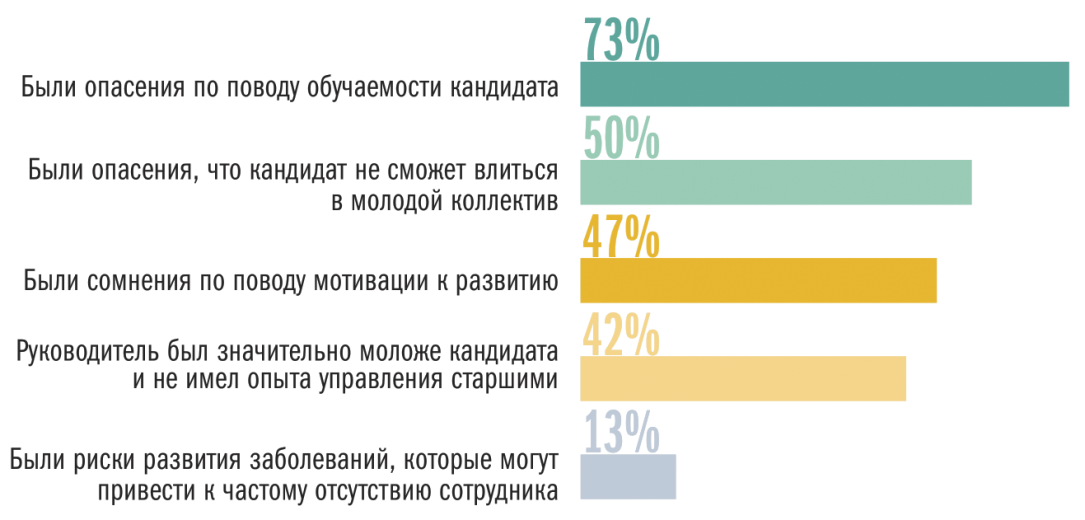 73%
Были опасения по поводу обучаемости кандидата
50%
Были опасения, что кандидат не сможет влиться
в молодой коллектив
47%
Были сомнения по поводу мотивации к развитию
42%
Руководитель был значительно моложе кандидата
и не имел опыта управления старшими
13%
Были риски развития заболеваний, которые могут
привести к частому отсутствию сотрудника